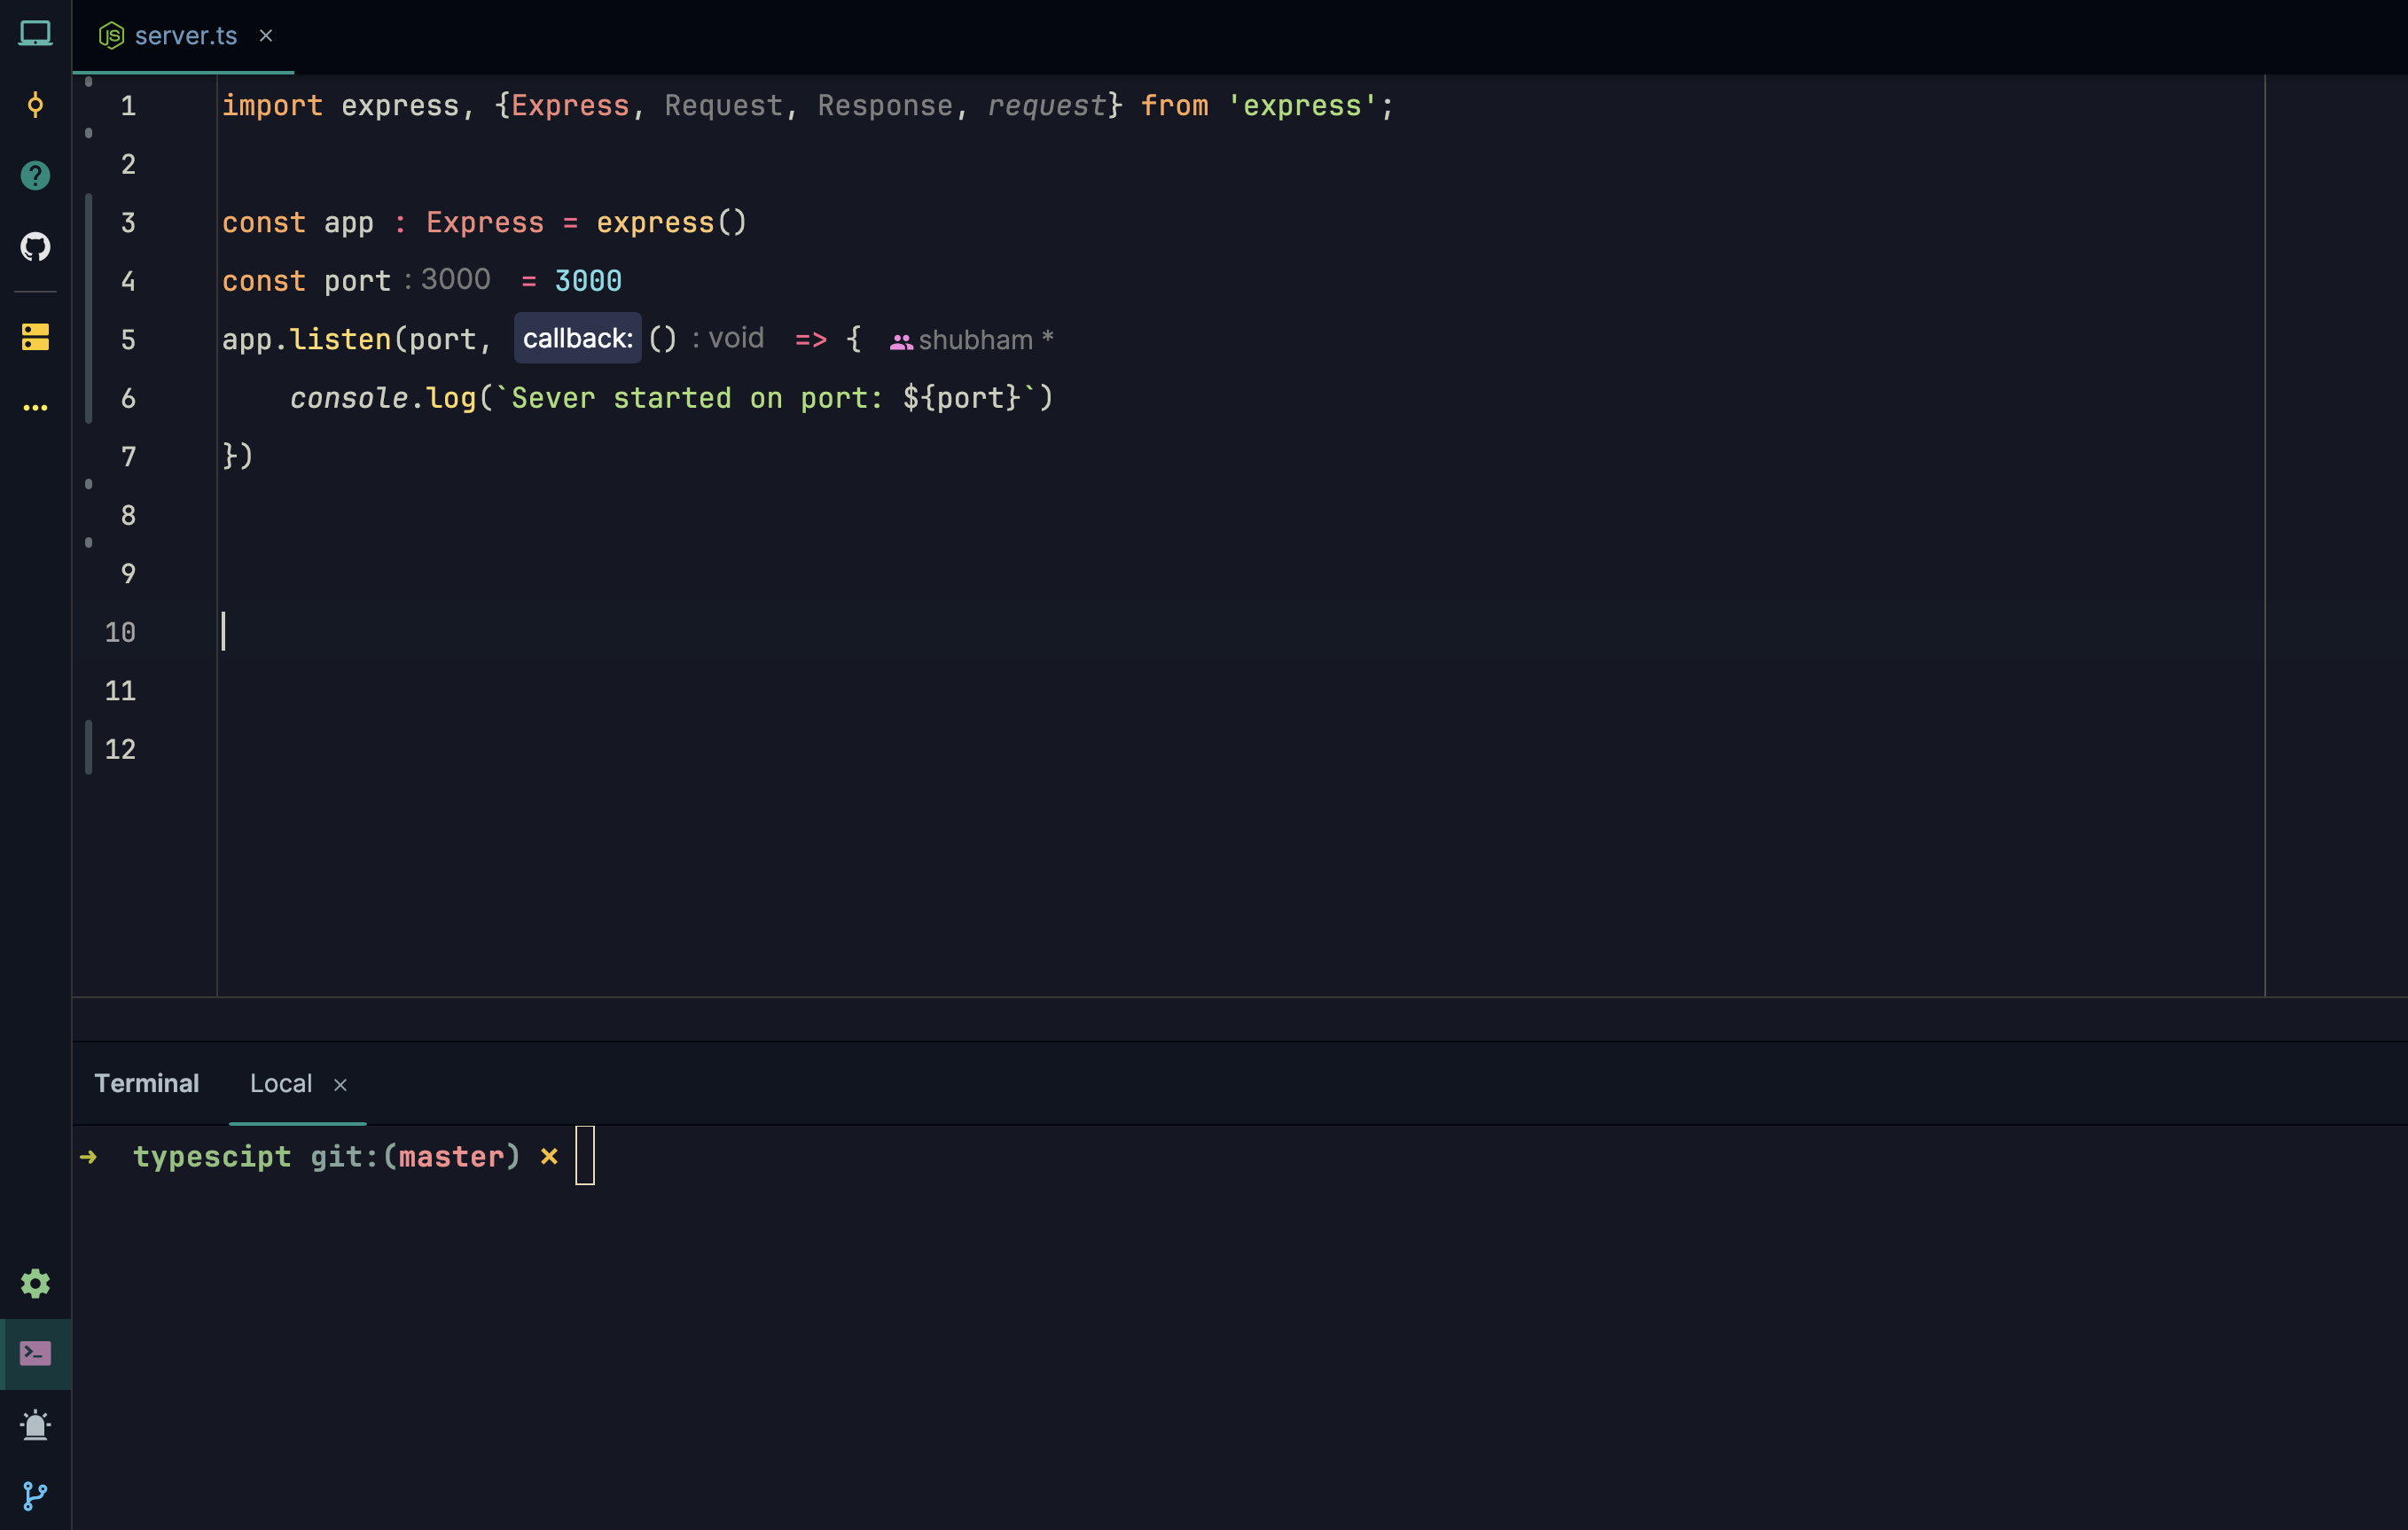 server.ts ×
1 import express, {Express, Request, Response, request} from 'express';
2
3 const app : Express = express()
4 const port : 3000 = 3000
5 app.listen(port, callback: () : void => { shubham *
6 console.log(`Sever started on port: ${port}`)
7 })
8
9
10
11
12
Terminal Local ×
➜ typescipt git:(master) ✗